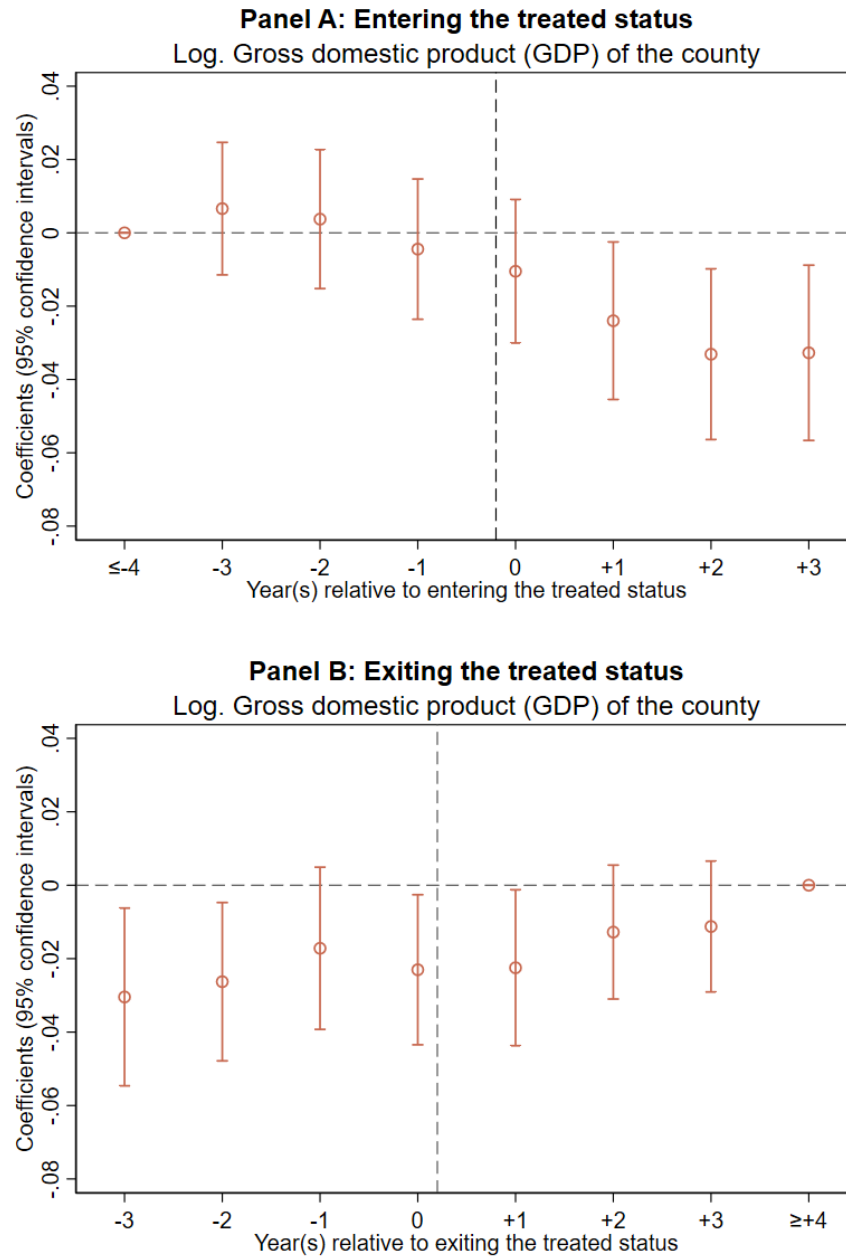 Panel A: Entering the treated status
Log. Gross domestic product (GDP) of the county
Coefficients (95% confidence intervals)
.04
.02
0
-.02
-.04
-.06
-.08
≤-4 -3 -2 -1 0 +1 +2 +3
Year(s) relative to entering the treated status
Panel B: Exiting the treated status
Log. Gross domestic product (GDP) of the county
Coefficients (95% confidence intervals)
.04
.02
0
-.02
-.04
-.06
-.08
-3 -2 -1 0 +1 +2 +3 ≥+4
Year(s) relative to exiting the treated status